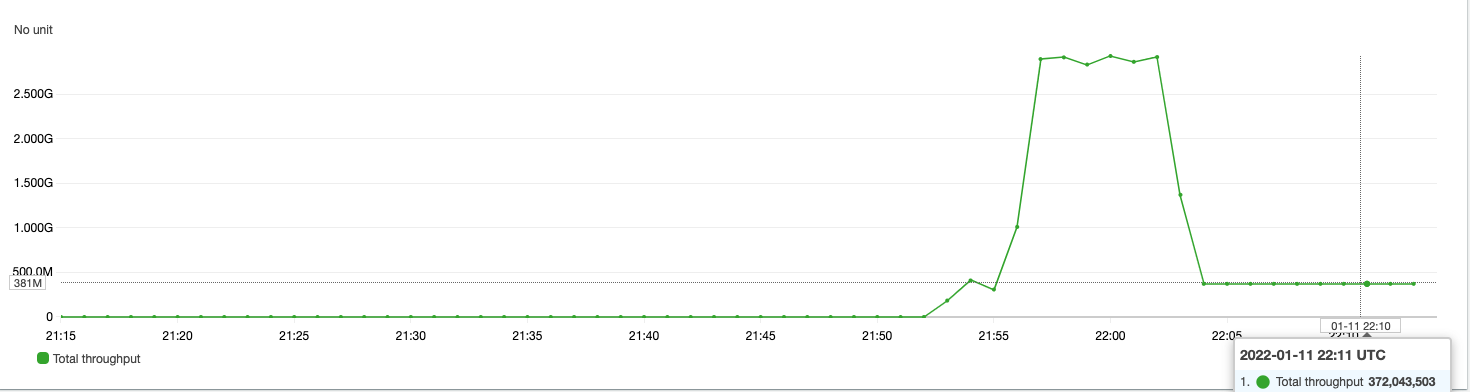 No unit
2.500G
2.000G
1.500G
1.000G
500.0M
381M
0
21:15 21:20 21:25 21:30 21:35 21:40 21:45 21:50 21:55 22:00 22:05 22:10
01-11 22:10
Total throughput
2022-01-11 22:11 UTC
1. Total throughput 372,043,503